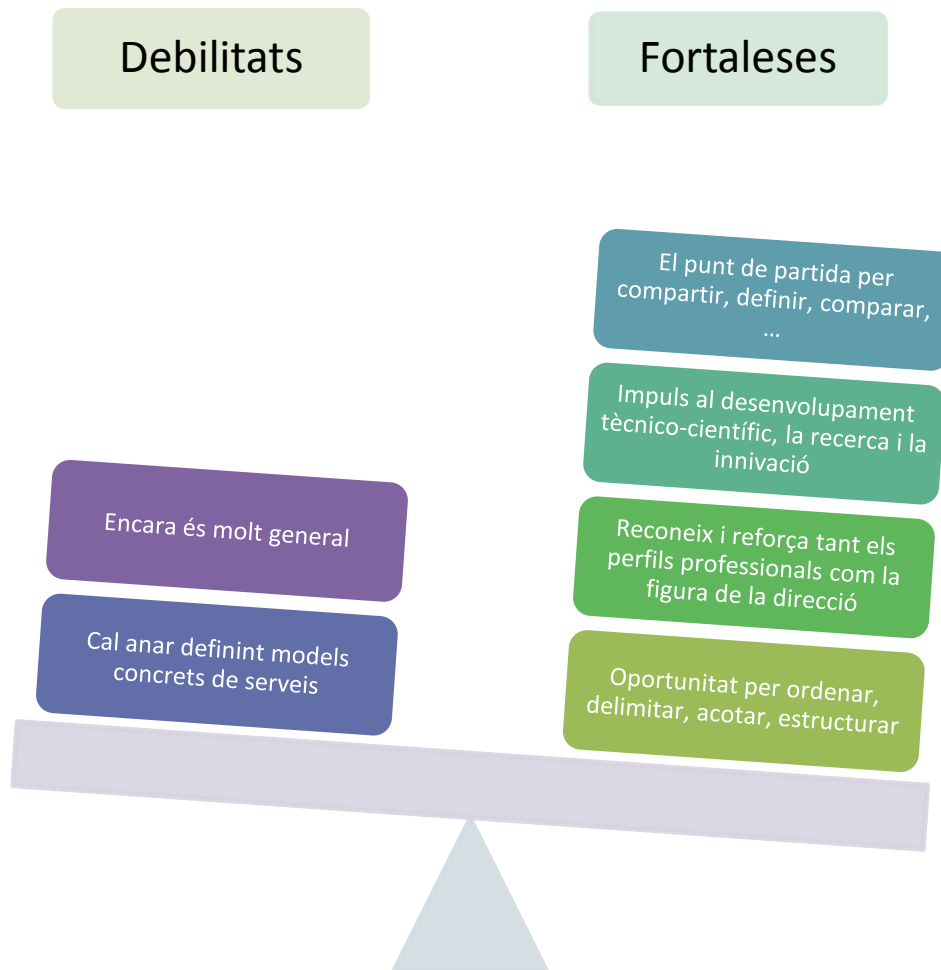 Debilitats
Fortaleses
Encara és molt general
Cal anar definint models
concrets de serveis
El punt de partida per
compartir, definir, comparar,
...
Impuls al desenvolupament
tècnico-científic, la recerca i la
innivació
Reconeix i reforça tant els
perfils professionals com la
figura de la direcció
Oportunitat per ordenar,
delimitar, acotar, estructurar